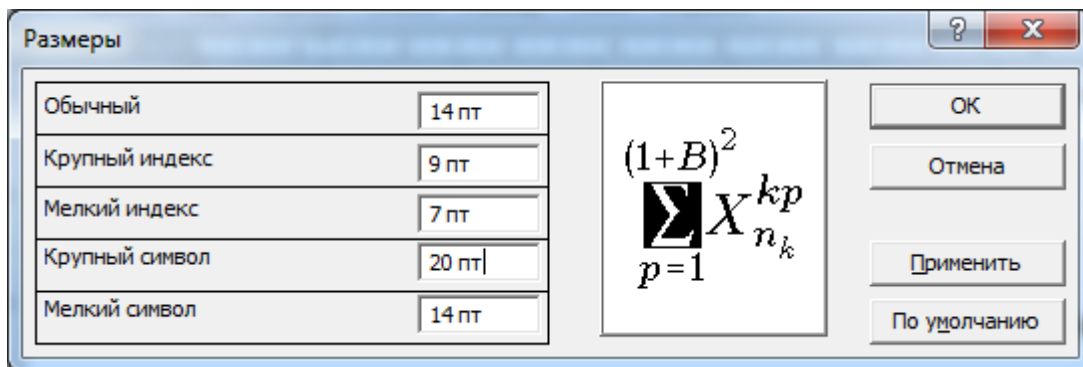 Размеры
Обычный 14 пт
Крупный индекс 9 пт
Мелкий индекс 7 пт
Крупный символ 20 пт
Мелкий символ 14 пт
(1+B)²
∑ X kp n k
p=1
OK
Отмена
Применить
По умолчанию